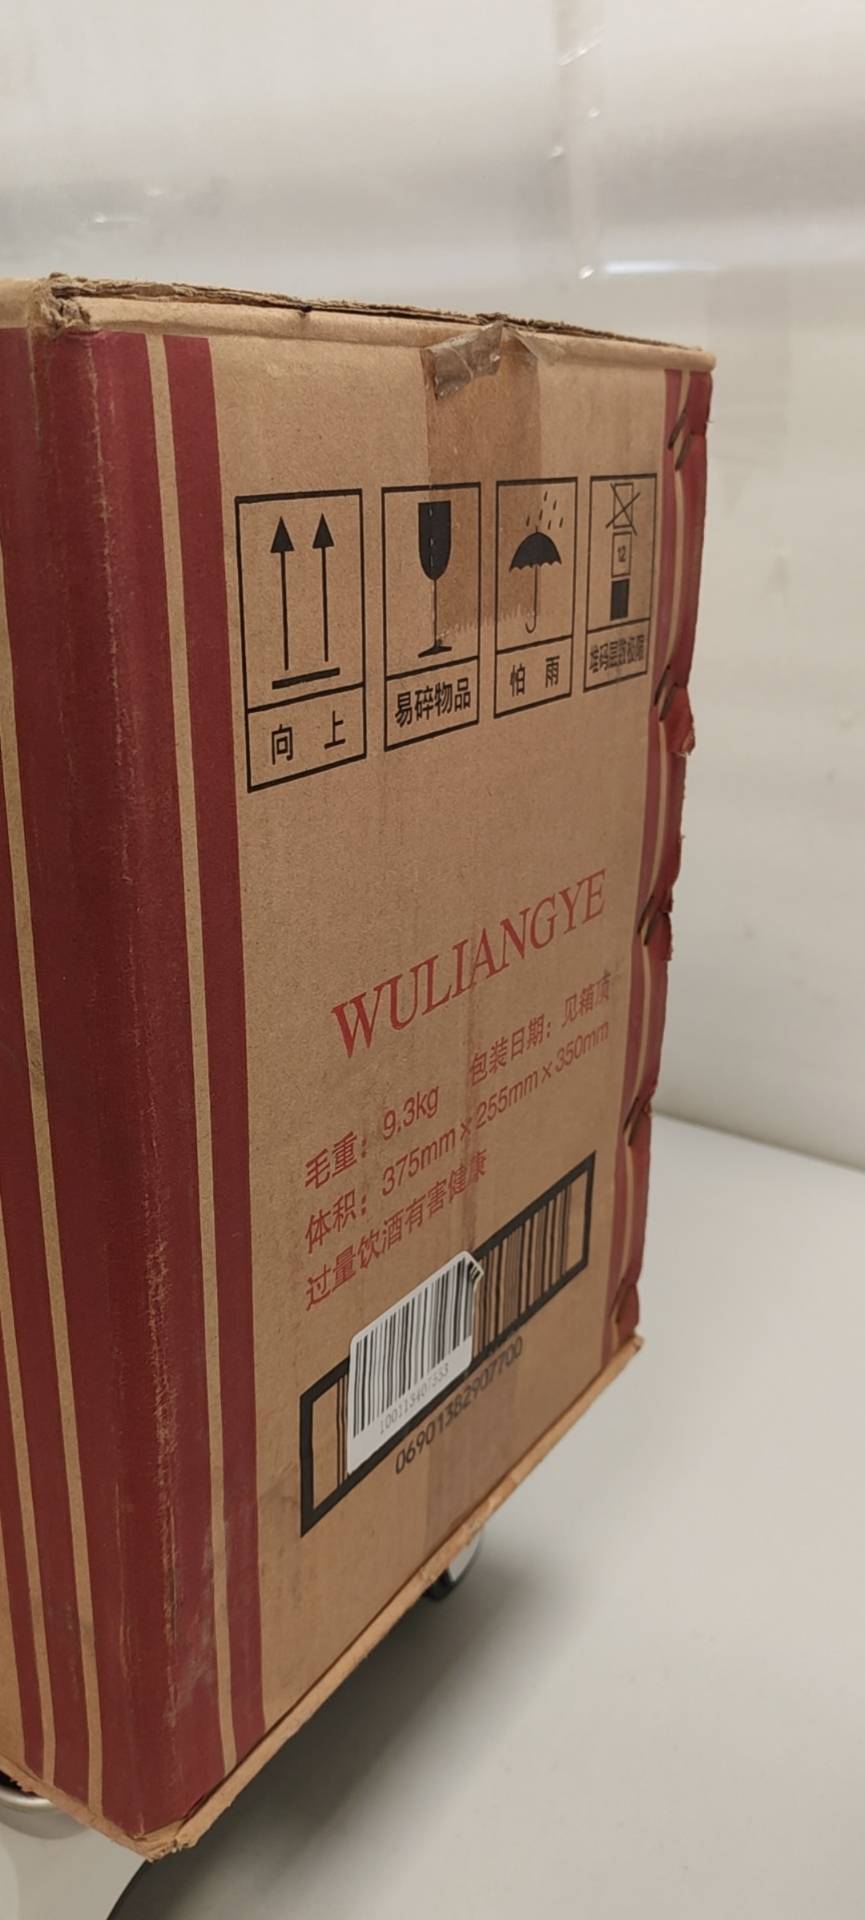 向 上
易碎物品
怕 雨
12
堆码层数极限
WULIANGYE
毛重：9.3kg 包装日期：见箱顶
体积：375mm×255mm×350mm
过量饮酒有害健康
06901382907700